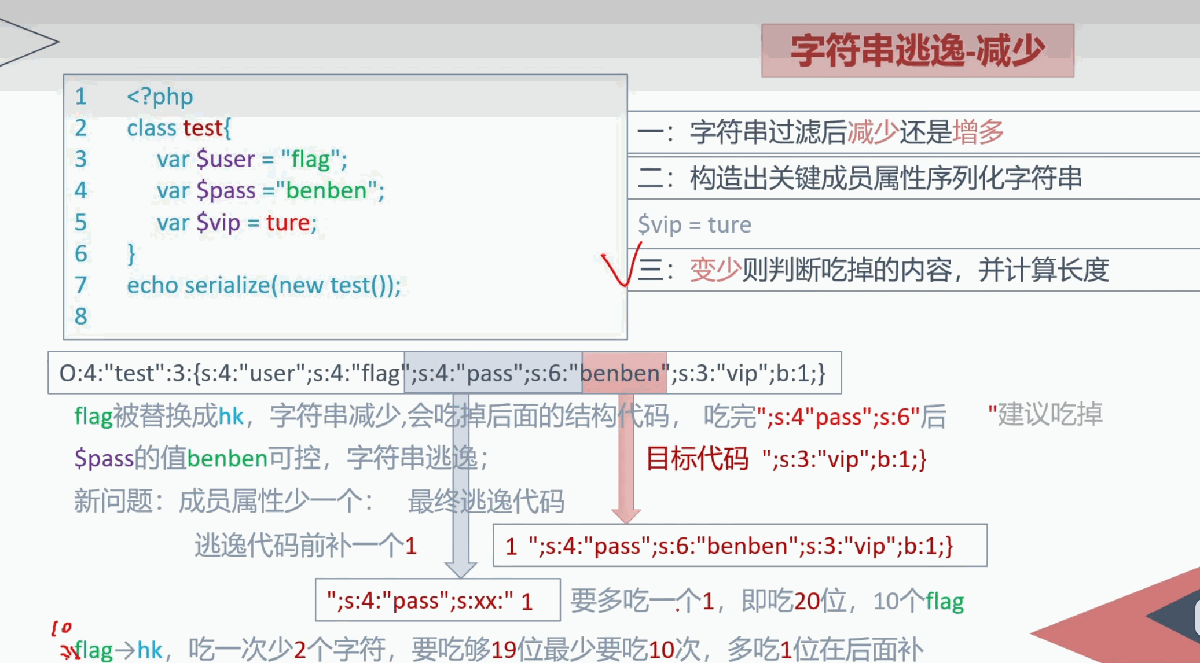 字符串逃逸-减少
1 <?php
2 class test{
3 var $user = "flag";
4 var $pass ="benben";
5 var $vip = ture;
6 }
7 echo serialize(new test());
8
一：字符串过滤后减少还是增多
二：构造出关键成员属性序列化字符串
$vip = ture
三：变少则判断吃掉的内容，并计算长度
O:4:"test":3:{s:4:"user";s:4:"flag";s:4:"pass";s:6:"benben";s:3:"vip";b:1;}
flag被替换成hk，字符串减少,会吃掉后面的结构代码， 吃完";s:4"pass";s:6"后 "建议吃掉
$pass的值benben可控，字符串逃逸； 目标代码 ";s:3:"vip";b:1;}
新问题：成员属性少一个： 最终逃逸代码
逃逸代码前补一个1 1 ";s:4:"pass";s:6:"benben";s:3:"vip";b:1;}
";s:4:"pass";s:xx:" 1 要多吃一个1，即吃20位，10个flag
10
flag→hk，吃一次少2个字符，要吃够19位最少要吃10次，多吃1位在后面补